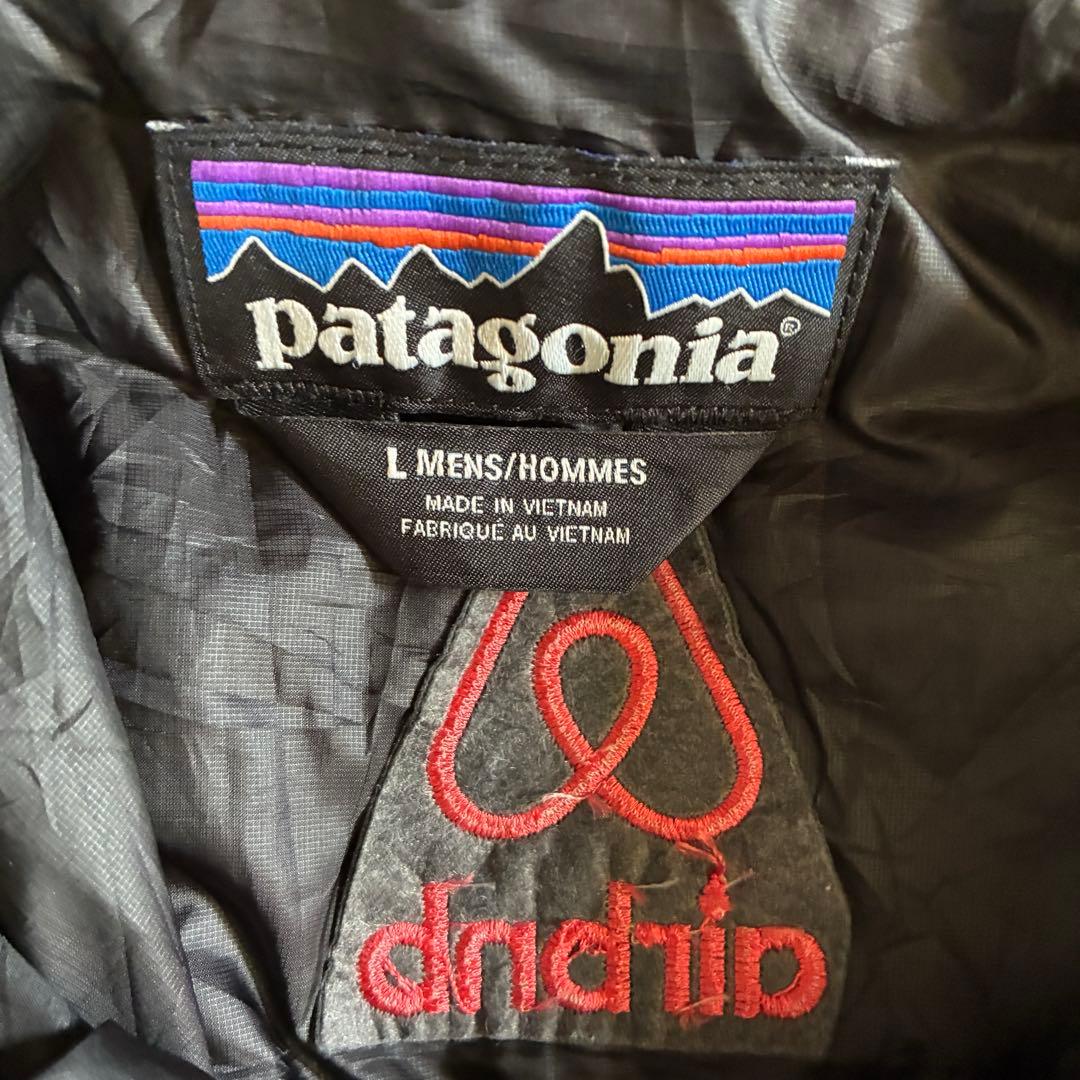 patagonia®
L MENS/HOMMES
MADE IN VIETNAM
FABRIQUÉ AU VIETNAM
airbnb